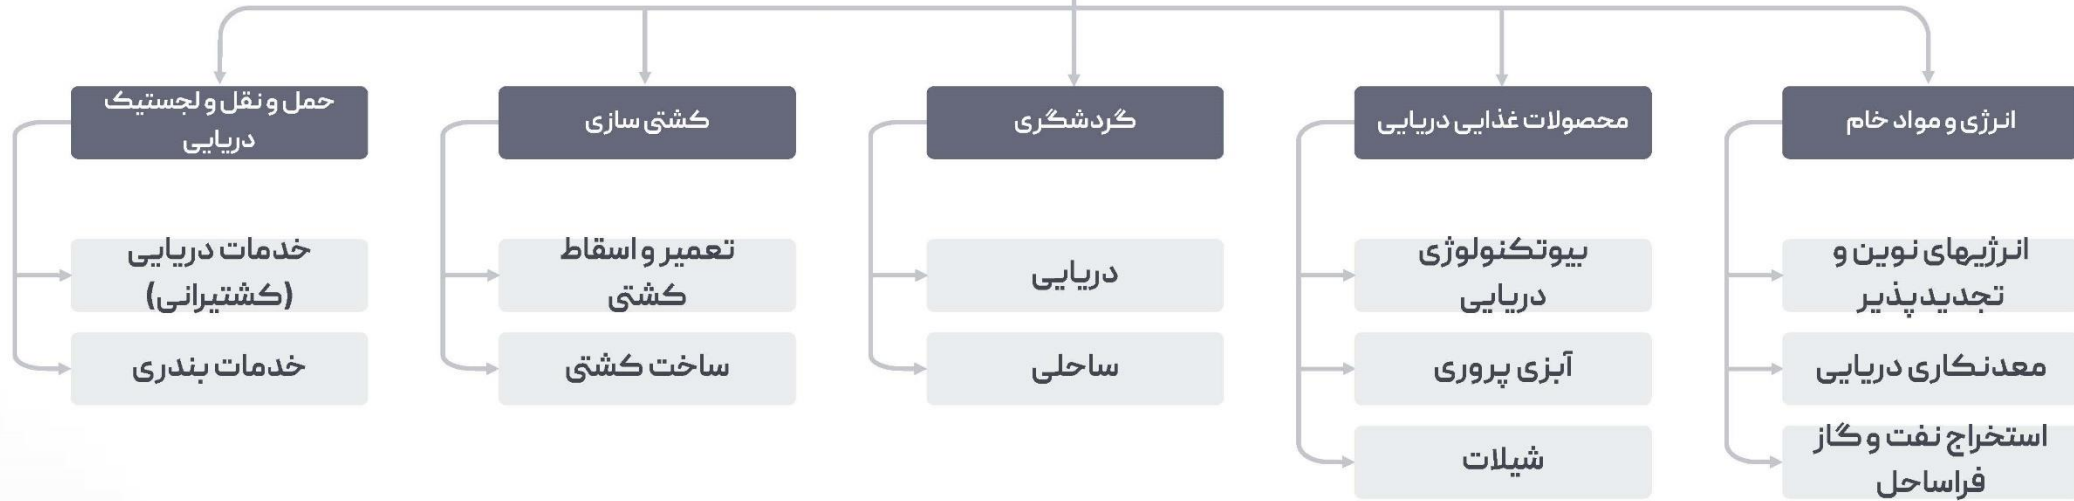 انرژی و مواد خام
انرژیهای نوین و
تجدیدپذیر
معدنکاری دریایی
استخراج نفت و گاز
فراساحل
محصولات غذایی دریایی
بیوتکنولوژی
دریایی
آبزی پروری
شیلات
گردشگری
دریایی
ساحلی
کشتی سازی
تعمیر و اسقاط
کشتی
ساخت کشتی
حمل و نقل و لجستیک
دریایی
خدمات دریایی
(کشتیرانی)
خدمات بندری